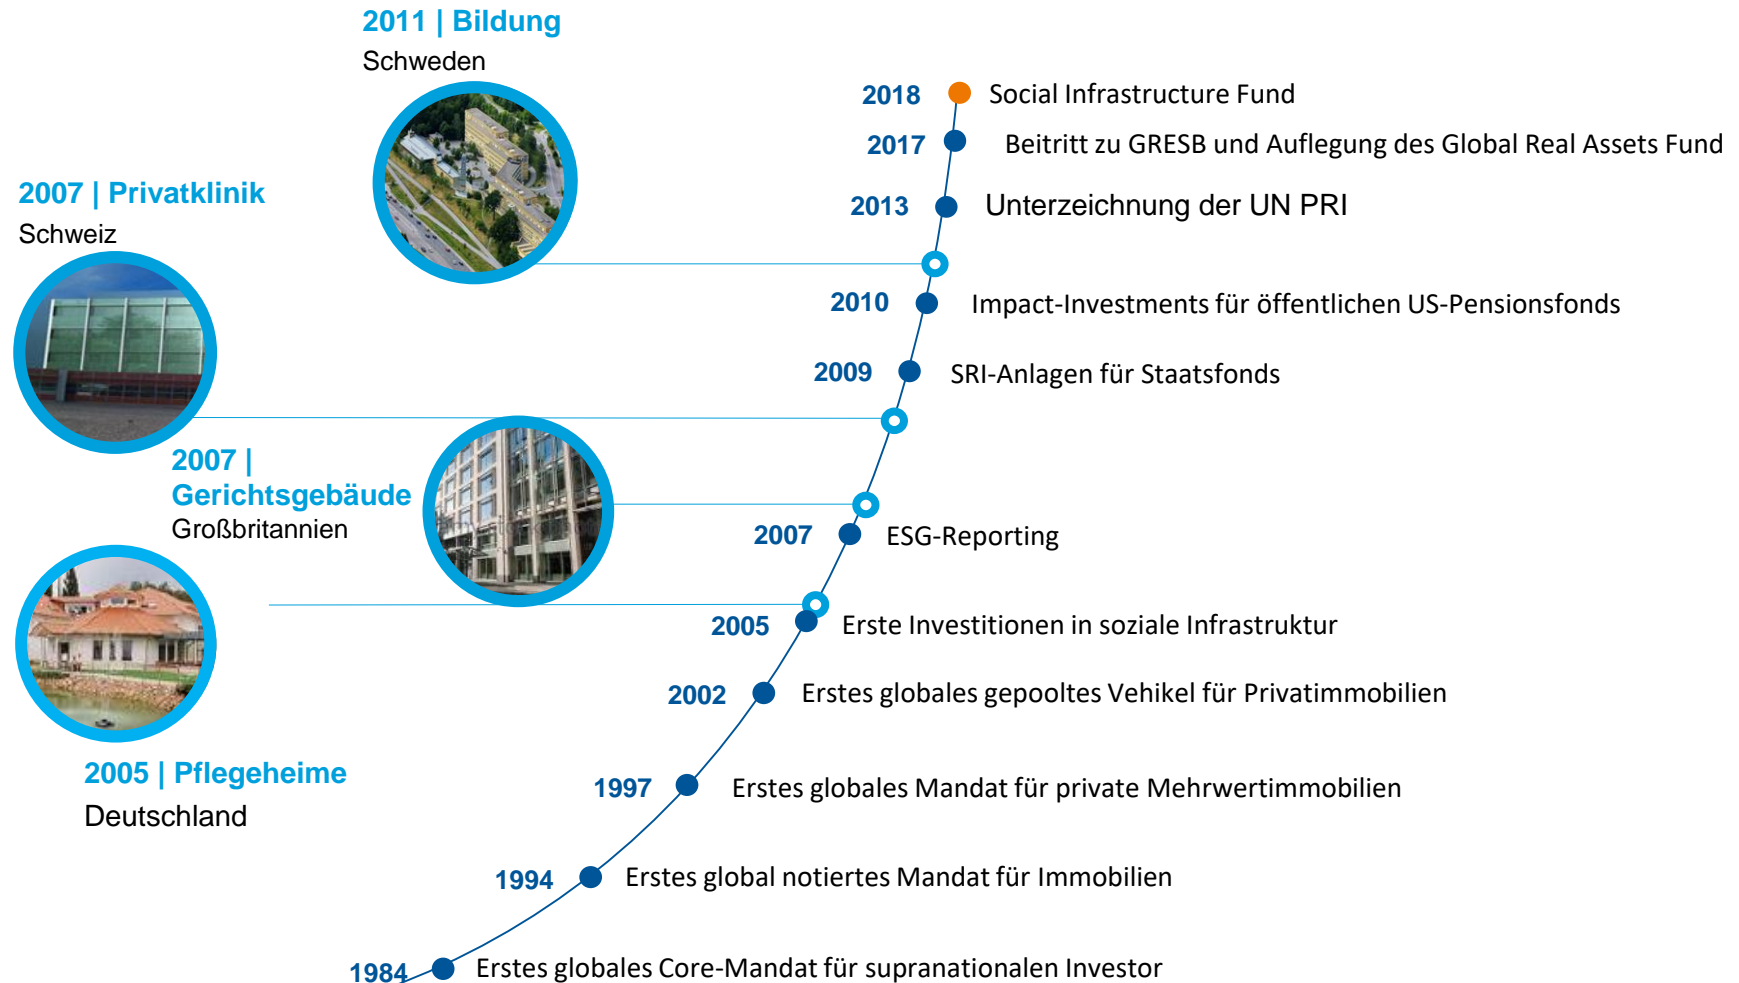 2011 | Bildung
Schweden
2007 | Privatklinik
Schweiz
2007 |
Gerichtsgebäude
Großbritannien
2005 | Pflegeheime
Deutschland
2018 Social Infrastructure Fund
2017 Beitritt zu GRESB und Auflegung des Global Real Assets Fund
2013 Unterzeichnung der UN PRI
2010 Impact-Investments für öffentlichen US-Pensionsfonds
2009 SRI-Anlagen für Staatsfonds
2007 ESG-Reporting
2005 Erste Investitionen in soziale Infrastruktur
2002 Erstes globales gepooltes Vehikel für Privatimmobilien
1997 Erstes globales Mandat für private Mehrwertimmobilien
1994 Erstes global notiertes Mandat für Immobilien
1984 Erstes globales Core-Mandat für supranationalen Investor